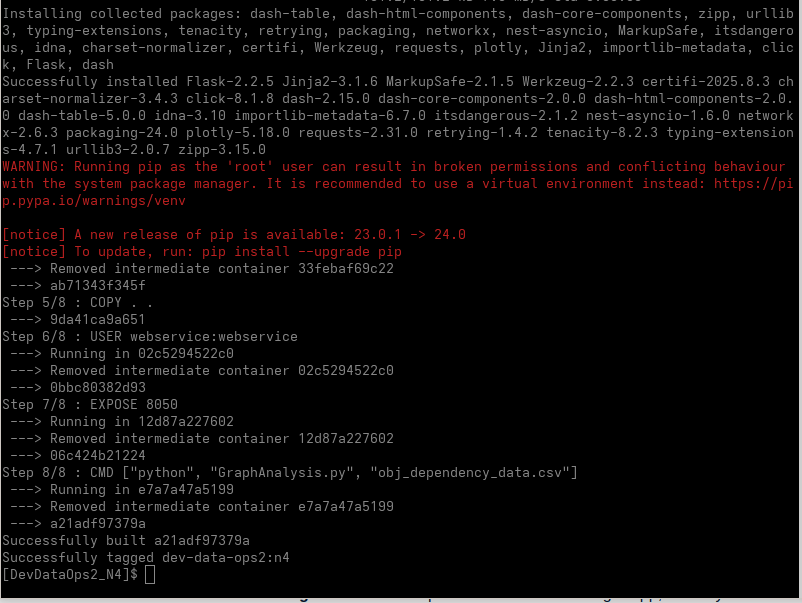 Installing collected packages: dash-table, dash-html-components, dash-core-components, zipp, urllib
3, typing-extensions, tenacity, retrying, packaging, networkx, nest-asyncio, MarkupSafe, itsdangero
us, idna, charset-normalizer, certifi, Werkzeug, requests, plotly, Jinja2, importlib-metadata, clic
k, Flask, dash
Successfully installed Flask-2.2.5 Jinja2-3.1.6 MarkupSafe-2.1.5 Werkzeug-2.2.3 certifi-2025.8.3 ch
arset-normalizer-3.4.3 click-8.1.8 dash-2.15.0 dash-core-components-2.0.0 dash-html-components-2.0.
0 dash-table-5.0.0 idna-3.10 importlib-metadata-6.7.0 itsdangerous-2.1.2 nest-asyncio-1.6.0 network
x-2.6.3 packaging-24.0 plotly-5.18.0 requests-2.31.0 retrying-1.4.2 tenacity-8.2.3 typing-extension
s-4.7.1 urllib3-2.0.7 zipp-3.15.0
WARNING: Running pip as the 'root' user can result in broken permissions and conflicting behaviour
with the system package manager. It is recommended to use a virtual environment instead: https://pi
p.pypa.io/warnings/venv
[notice] A new release of pip is available: 23.0.1 -> 24.0
[notice] To update, run: pip install --upgrade pip
---> Removed intermediate container 33febaf69c22
---> ab71343f345f
Step 5/8 : COPY . .
---> 9da41ca9a651
Step 6/8 : USER webservice:webservice
---> Running in 02c5294522c0
---> Removed intermediate container 02c5294522c0
---> 0bbc80382d93
Step 7/8 : EXPOSE 8050
---> Running in 12d87a227602
---> Removed intermediate container 12d87a227602
---> 06c424b21224
Step 8/8 : CMD ["python", "GraphAnalysis.py", "obj_dependency_data.csv"]
---> Running in e7a7a47a5199
---> Removed intermediate container e7a7a47a5199
---> a21adf97379a
Successfully built a21adf97379a
Successfully tagged dev-data-ops2:n4
[DevDataOps2_N4]$